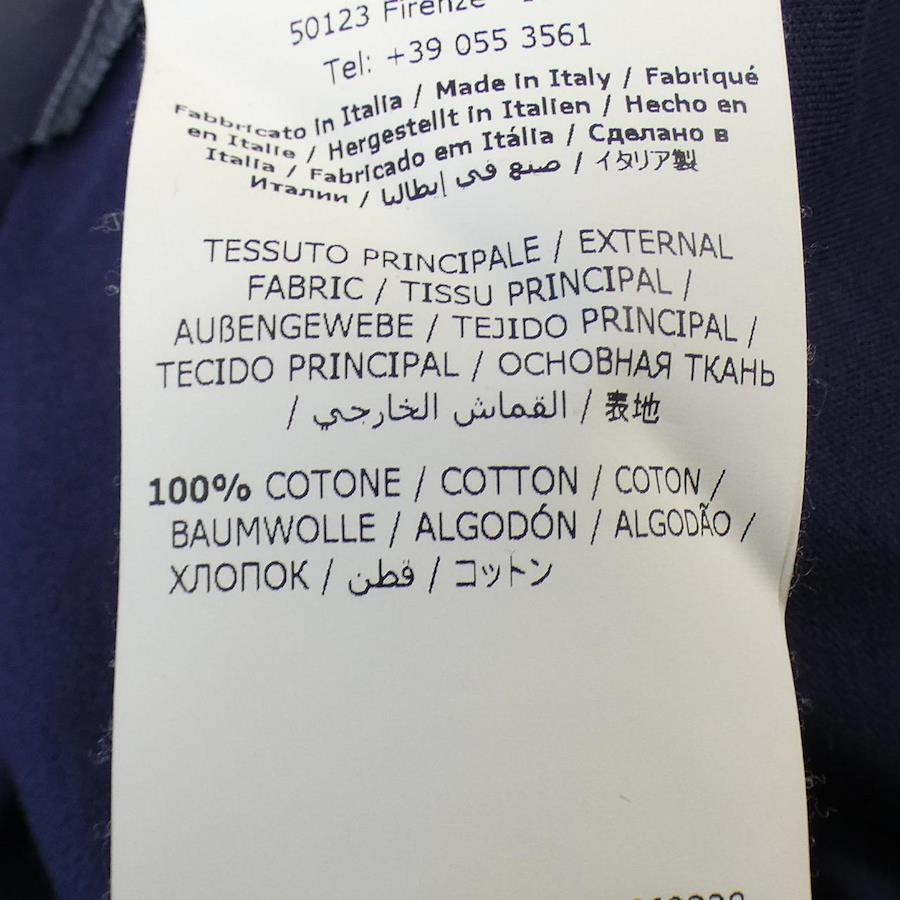 50123 Firenze
Tel: +39 055 3561
Fabbricato in Italia / Made in Italy / Fabriqué
en Italie / Hergestellt in Italien / Hecho en
Italia / Fabricado em Itália / Сделано в
Италии / صنع في إيطاليا / イタリア製
TESSUTO PRINCIPALE / EXTERNAL
FABRIC / TISSU PRINCIPAL /
AUßENGEWEBE / TEJIDO PRINCIPAL /
TECIDO PRINCIPAL / ОСНОВНАЯ ТКАНЬ
/ القماش الخارجي / 表地
100% COTONE / COTTON / COTON /
BAUMWOLLE / ALGODÓN / ALGODÃO /
ХЛОПОК / قطن / コットン